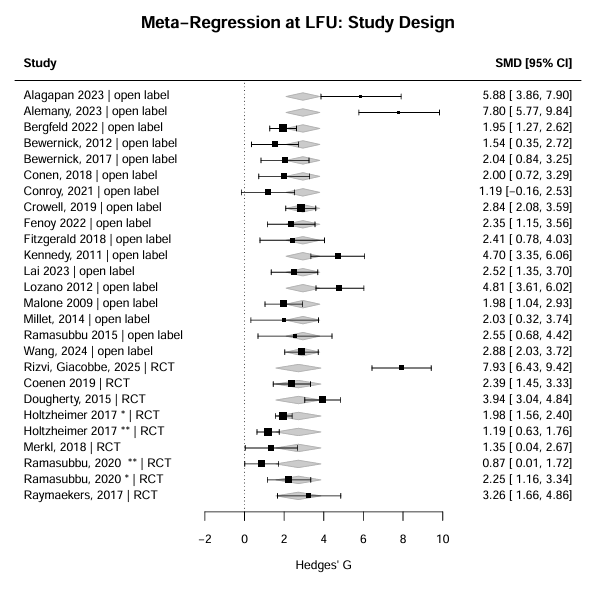 Meta−Regression at LFU: Study Design
Study SMD [95% CI]
Alagapan 2023 | open label 5.88 [ 3.86, 7.90]
Alemany, 2023 | open label 7.80 [ 5.77, 9.84]
Bergfeld 2022 | open label 1.95 [ 1.27, 2.62]
Bewernick, 2012 | open label 1.54 [ 0.35, 2.72]
Bewernick, 2017 | open label 2.04 [ 0.84, 3.25]
Conen, 2018 | open label 2.00 [ 0.72, 3.29]
Conroy, 2021 | open label 1.19 [−0.16, 2.53]
Crowell, 2019 | open label 2.84 [ 2.08, 3.59]
Fenoy 2022 | open label 2.35 [ 1.15, 3.56]
Fitzgerald 2018 | open label 2.41 [ 0.78, 4.03]
Kennedy, 2011 | open label 4.70 [ 3.35, 6.06]
Lai 2023 | open label 2.52 [ 1.35, 3.70]
Lozano 2012 | open label 4.81 [ 3.61, 6.02]
Malone 2009 | open label 1.98 [ 1.04, 2.93]
Millet, 2014 | open label 2.03 [ 0.32, 3.74]
Ramasubbu 2015 | open label 2.55 [ 0.68, 4.42]
Wang, 2024 | open label 2.88 [ 2.03, 3.72]
Rizvi, Giacobbe, 2025 | RCT 7.93 [ 6.43, 9.42]
Coenen 2019 | RCT 2.39 [ 1.45, 3.33]
Dougherty, 2015 | RCT 3.94 [ 3.04, 4.84]
Holtzheimer 2017 * | RCT 1.98 [ 1.56, 2.40]
Holtzheimer 2017 ** | RCT 1.19 [ 0.63, 1.76]
Merkl, 2018 | RCT 1.35 [ 0.04, 2.67]
Ramasubbu, 2020 ** | RCT 0.87 [ 0.01, 1.72]
Ramasubbu, 2020 * | RCT 2.25 [ 1.16, 3.34]
Raymaekers, 2017 | RCT 3.26 [ 1.66, 4.86]
−2 0 2 4 6 8 10
Hedges' G